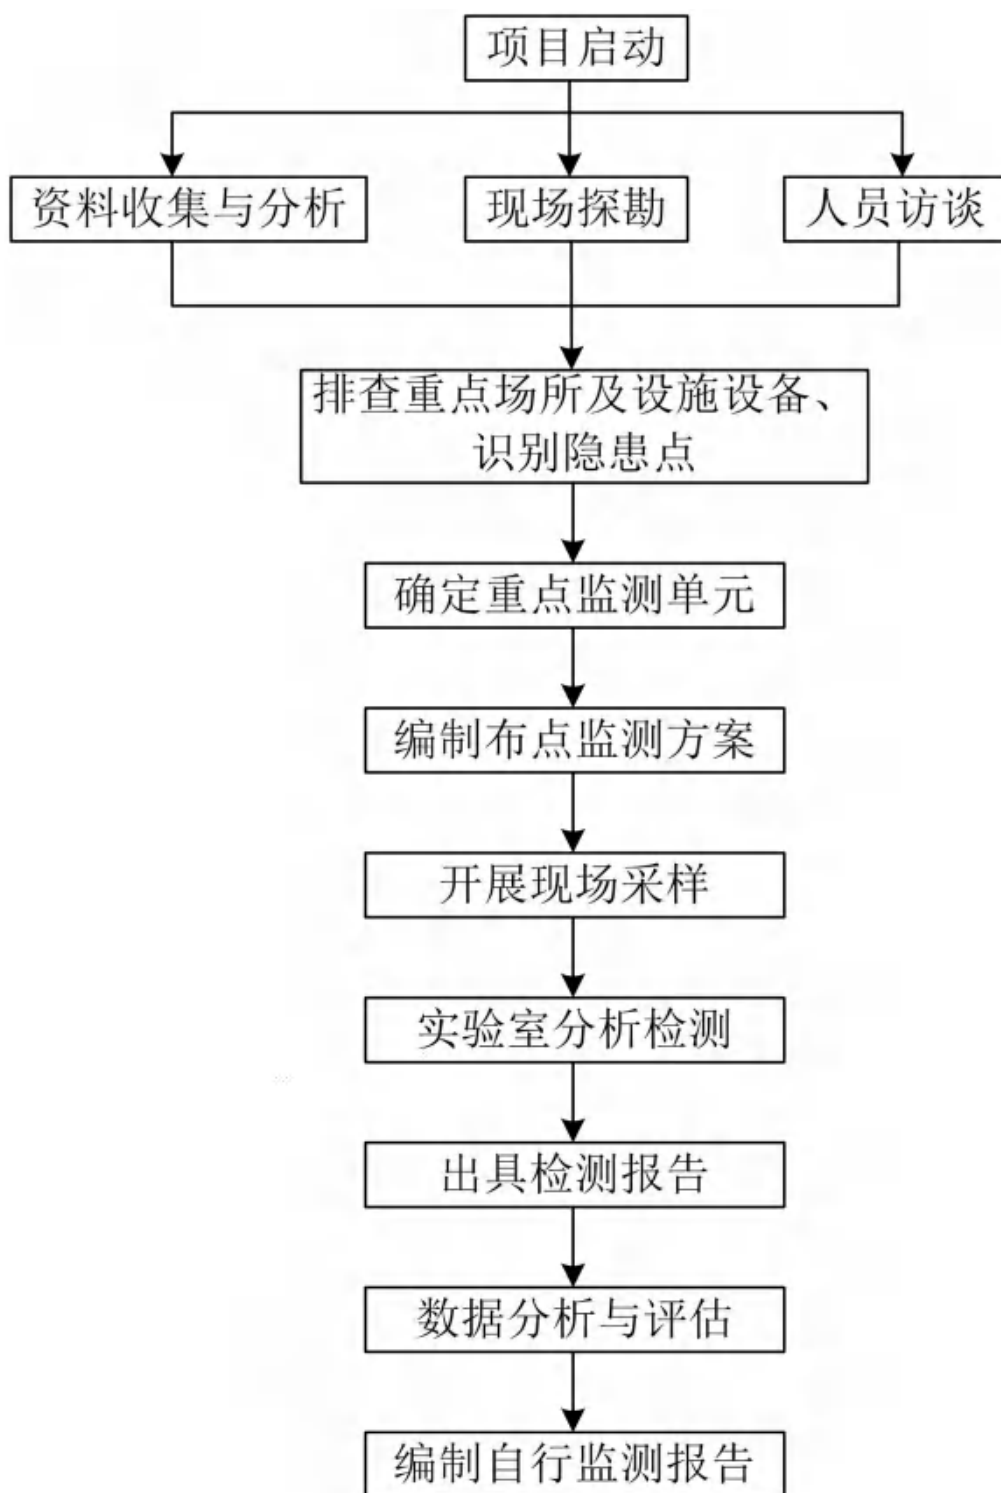 项目启动
资料收集与分析
现场探勘
人员访谈
排查重点场所及设施设备、
识别隐患点
确定重点监测单元
编制布点监测方案
开展现场采样
实验室分析检测
出具检测报告
数据分析与评估
编制自行监测报告